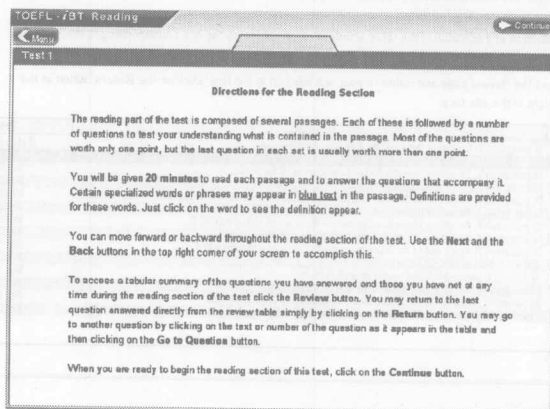 TOEFL - iBT Reading
Continue
Menu
Test 1
Directions for the Reading Section
The reading part of the test is composed of several passages. Each of these is followed by a number
of questions to test your understanding what is contained in the passage. Most of the questions are
worth only one point, but the last question in each set is usually worth more than one point.
You will be given 20 minutes to read each passage and to answer the questions that accompany it.
Certain specialized words or phrases may appear in blue text in the passage. Definitions are provided
for these words. Just click on the word to see the definition appear.
You can move forward or backward throughout the reading section of the test. Use the Next and the
Back buttons in the top right corner of your screen to accomplish this.
To access a tabular summary of the questions you have answered and those you have not at any
time during the reading section of the test click the Review button. You may return to the last
question answered directly from the review table simply by clicking on the Return button. You may go
to another question by clicking on the text or number of the question as it appears in the table and
then clicking on the Go to Question button.
When you are ready to begin the reading section of this test, click on the Continue button.